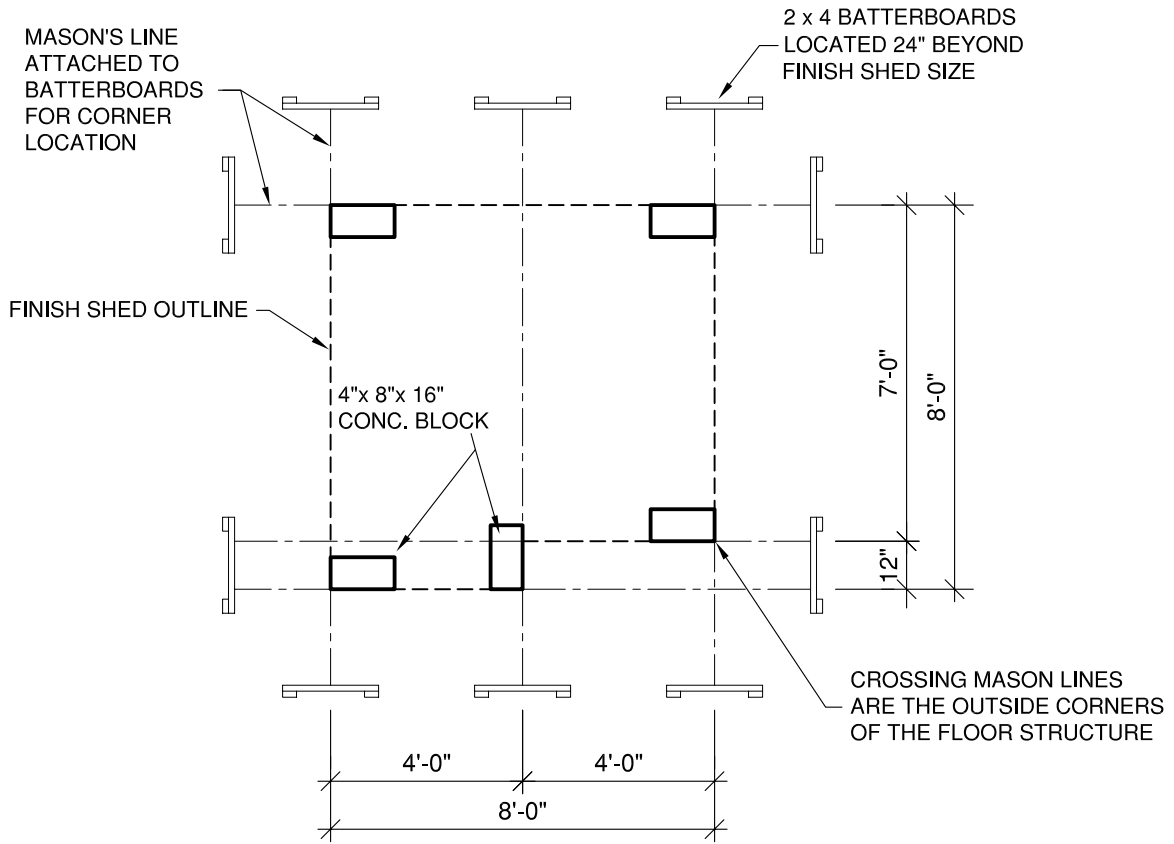 MASON'S LINE
ATTACHED TO
BATTERBOARDS
FOR CORNER
LOCATION
2 x 4 BATTERBOARDS
LOCATED 24" BEYOND
FINISH SHED SIZE
FINISH SHED OUTLINE
4"x 8"x 16"
CONC. BLOCK
7'-0"
8'-0"
12"
CROSSING MASON LINES
ARE THE OUTSIDE CORNERS
OF THE FLOOR STRUCTURE
4'-0"
4'-0"
8'-0"